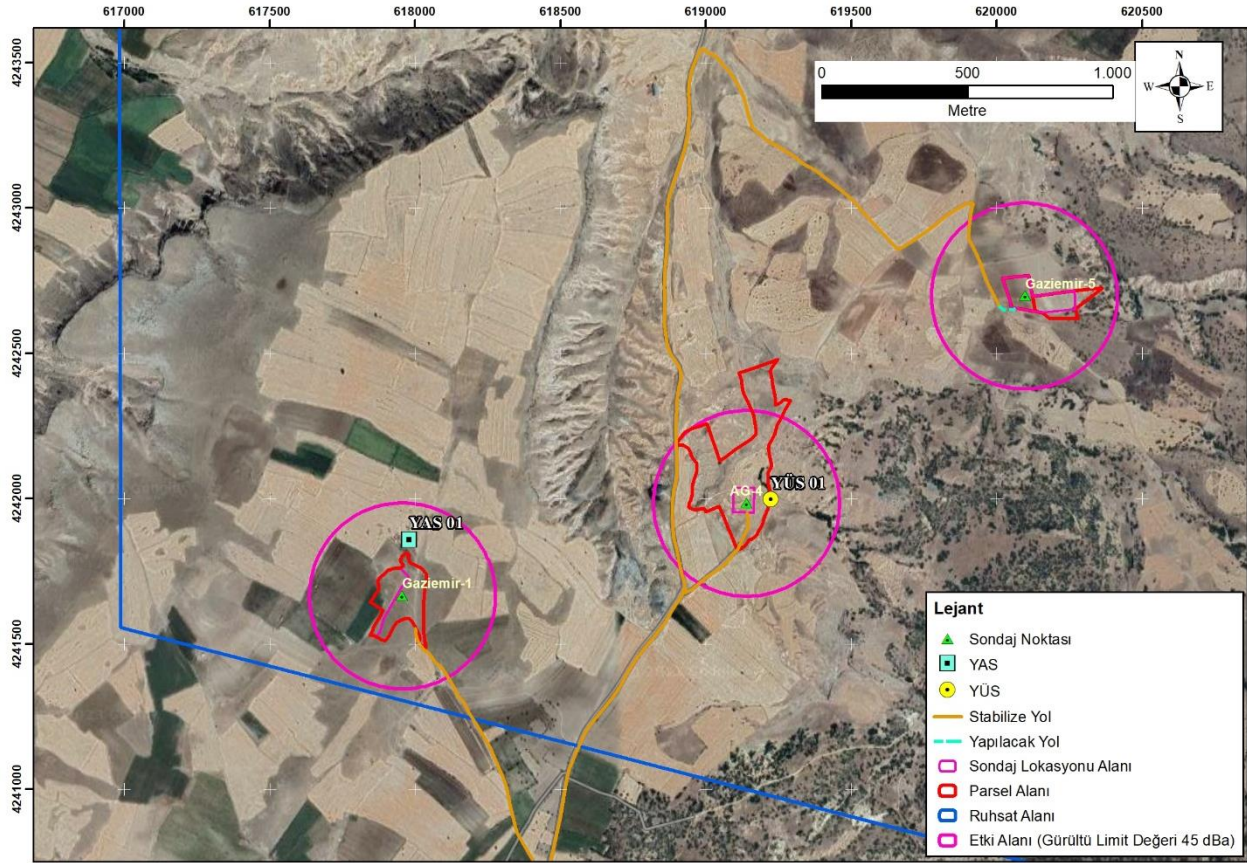 617000 617500 618000 618500 619000 619500 620000 620500
4243500
4243000
4242500
4242000
4241500
4241000
0 500 1.000
Metre
N
W E
S
Gaziemir-5
AG-4
YÜS 01
YAS 01
Gaziemir-1
Lejant
Sondaj Noktası
YAS
YÜS
Stabilize Yol
Yapılacak Yol
Sondaj Lokasyonu Alanı
Parsel Alanı
Ruhsat Alanı
Etki Alanı (Gürültü Limit Değeri 45 dBa)